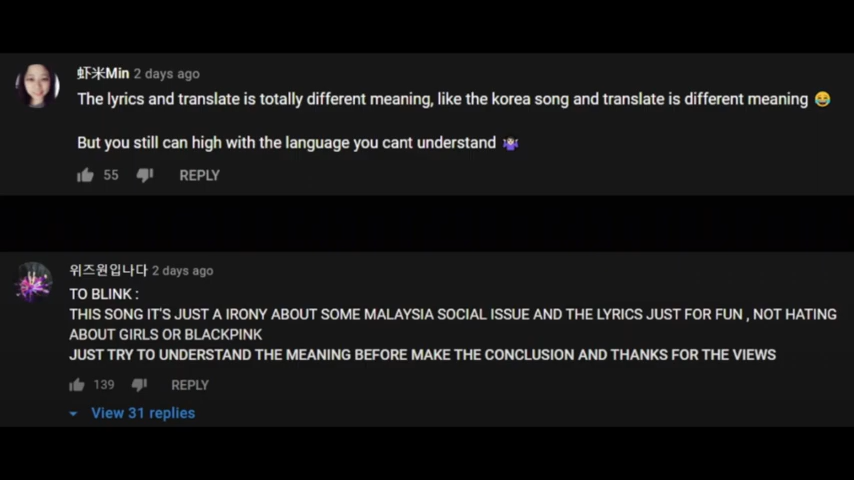 虾米Min 2 days ago
The lyrics and translate is totally different meaning, like the korea song and translate is different meaning 😂
But you still can high with the language you cant understand 🤷🏻‍♀️
55 REPLY
위즈원입나다 2 days ago
TO BLINK :
THIS SONG IT'S JUST A IRONY ABOUT SOME MALAYSIA SOCIAL ISSUE AND THE LYRICS JUST FOR FUN , NOT HATING
ABOUT GIRLS OR BLACKPINK
JUST TRY TO UNDERSTAND THE MEANING BEFORE MAKE THE CONCLUSION AND THANKS FOR THE VIEWS
139 REPLY
View 31 replies